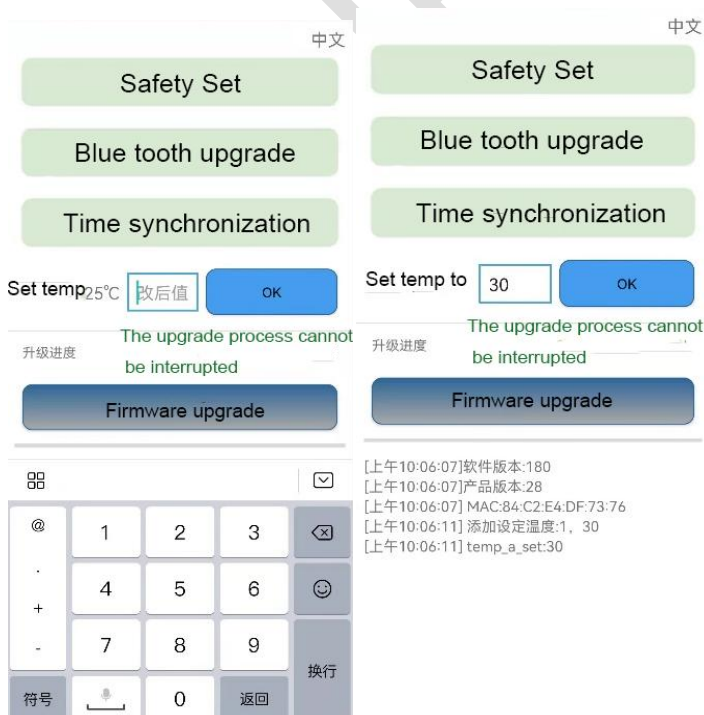 中文
Safety Set
Blue tooth upgrade
Time synchronization
Set temp 25℃ 改后值 OK
The upgrade process cannot
升级进度
be interrupted
Firmware upgrade
@ 1 2 3
.
4 5 6
+
- 7 8 9
换行
符号 0 返回
中文
Safety Set
Blue tooth upgrade
Time synchronization
Set temp to 30 OK
The upgrade process cannot
升级进度
be interrupted
Firmware upgrade
[上午10:06:07]软件版本:180
[上午10:06:07]产品版本:28
[上午10:06:07] MAC:84:C2:E4:DF:73:76
[上午10:06:11] 添加设定温度:1，30
[上午10:06:11] temp_a_set:30